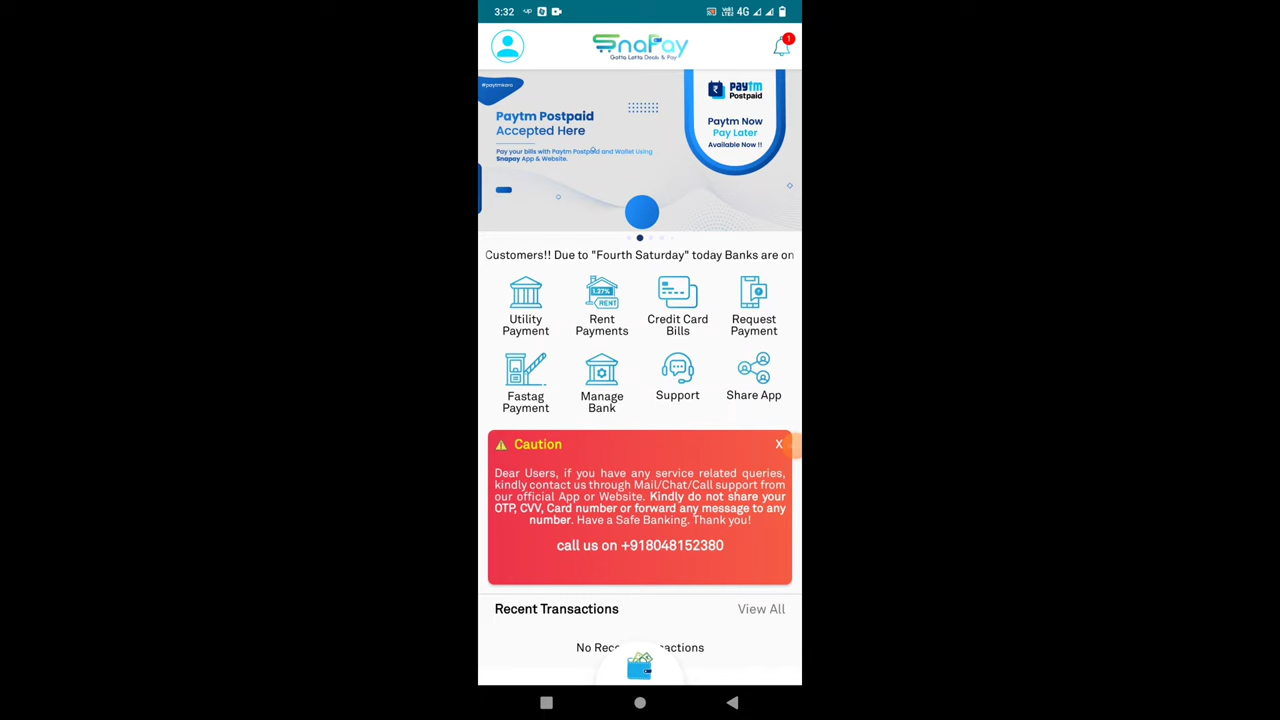 3:32
4G
SnaPay
Gotta Lotta Deals & Pay
1
#paytmkaro
Paytm Postpaid
Accepted Here
Pay your bills with Paytm Postpaid and Wallet Using
Snapay App & Website.
paytm
Postpaid
Paytm Now
Pay Later
Available Now !!
Customers!! Due to "Fourth Saturday" today Banks are on
1.27%
RENT
Utility
Payment
Rent
Payments
Credit Card
Bills
Request
Payment
Fastag
Payment
Manage
Bank
Support
Share App
Caution
X
Dear Users, if you have any service related queries,
kindly contact us through Mail/Chat/Call support from
our official App or Website. Kindly do not share your
OTP, CVV, Card number or forward any message to any
number. Have a Safe Banking. Thank you!
call us on +918048152380
Recent Transactions
View All
No Rec actions